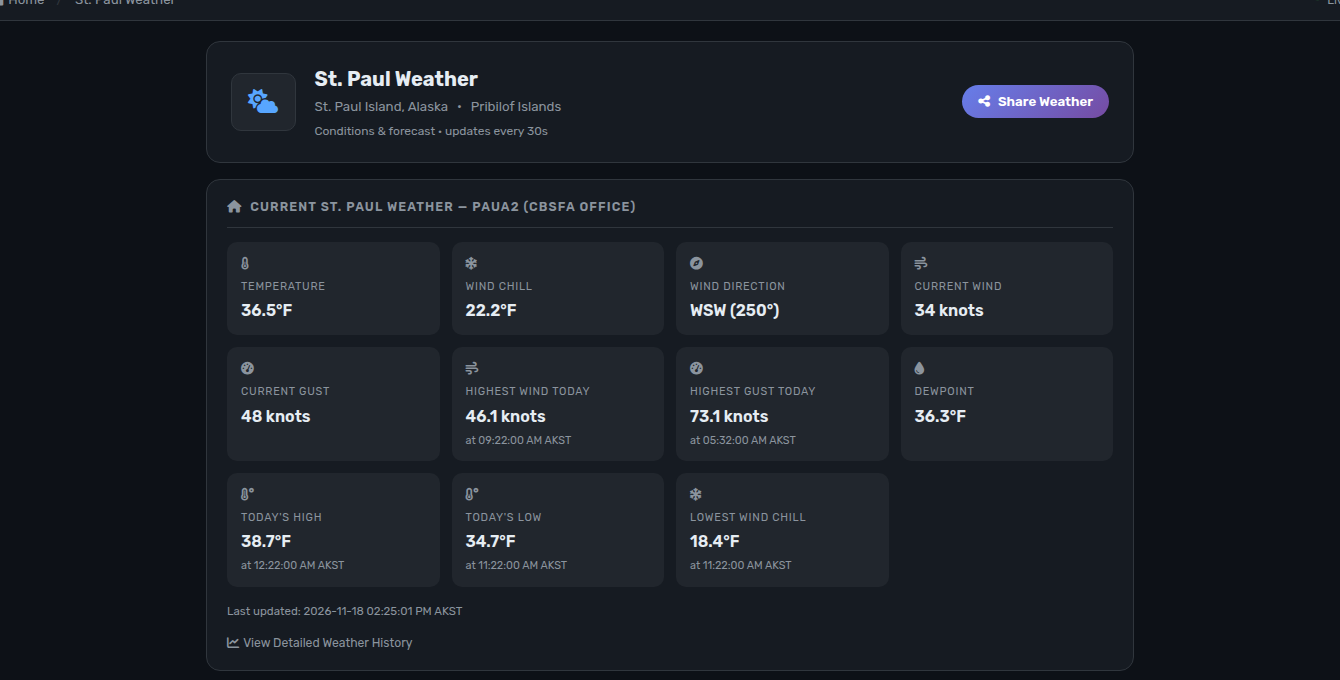 Home / St. Paul Weather
St. Paul Weather
St. Paul Island, Alaska • Pribilof Islands
Conditions & forecast • updates every 30s
Share Weather
CURRENT ST. PAUL WEATHER — PAUA2 (CBSFA OFFICE)
TEMPERATURE
36.5°F
WIND CHILL
22.2°F
WIND DIRECTION
WSW (250°)
CURRENT WIND
34 knots
CURRENT GUST
48 knots
HIGHEST WIND TODAY
46.1 knots
at 09:22:00 AM AKST
HIGHEST GUST TODAY
73.1 knots
at 05:32:00 AM AKST
DEWPOINT
36.3°F
TODAY'S HIGH
38.7°F
at 12:22:00 AM AKST
TODAY'S LOW
34.7°F
at 11:22:00 AM AKST
LOWEST WIND CHILL
18.4°F
at 11:22:00 AM AKST
Last updated: 2026-11-18 02:25:01 PM AKST
View Detailed Weather History